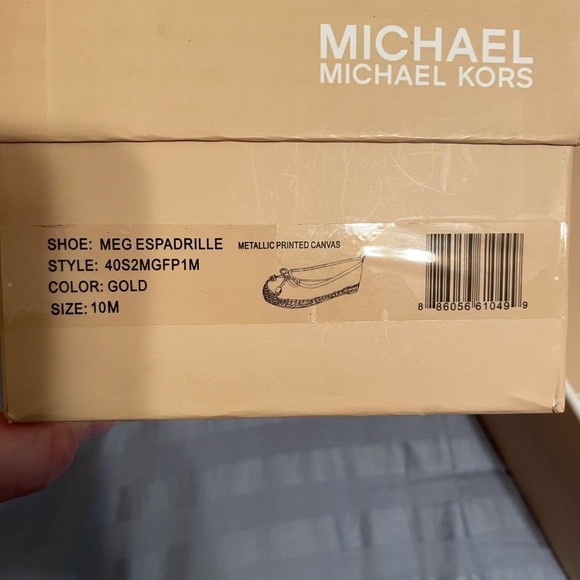 MICHAEL
MICHAEL KORS
SHOE: MEG ESPADRILLE METALLIC PRINTED CANVAS
STYLE: 40S2MGFP1M
COLOR: GOLD
SIZE: 10M
8 86056 61049 9